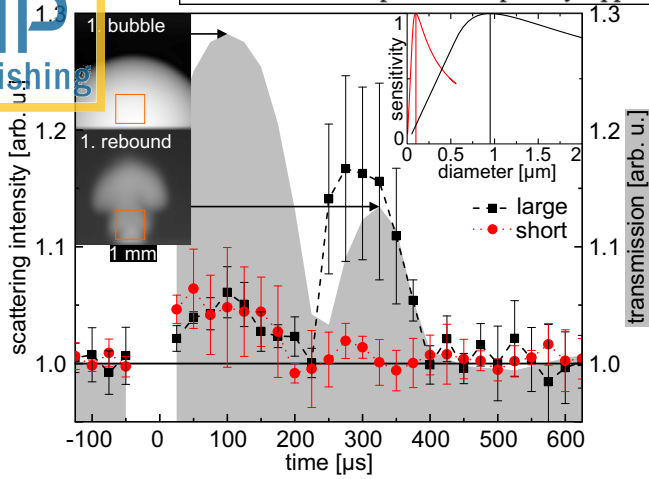 1. bubble
1. rebound
1 mm
scattering intensity [arb. u.]
1.3
1.2
1.1
1.0
-100 0 100 200 300 400 500 600
time [µs]
1.3
1.2
1.1
1.0
transmission [arb. u.]
sensitivity
1
0
0 0.5 1 1.5 2
diameter [µm]
large
short